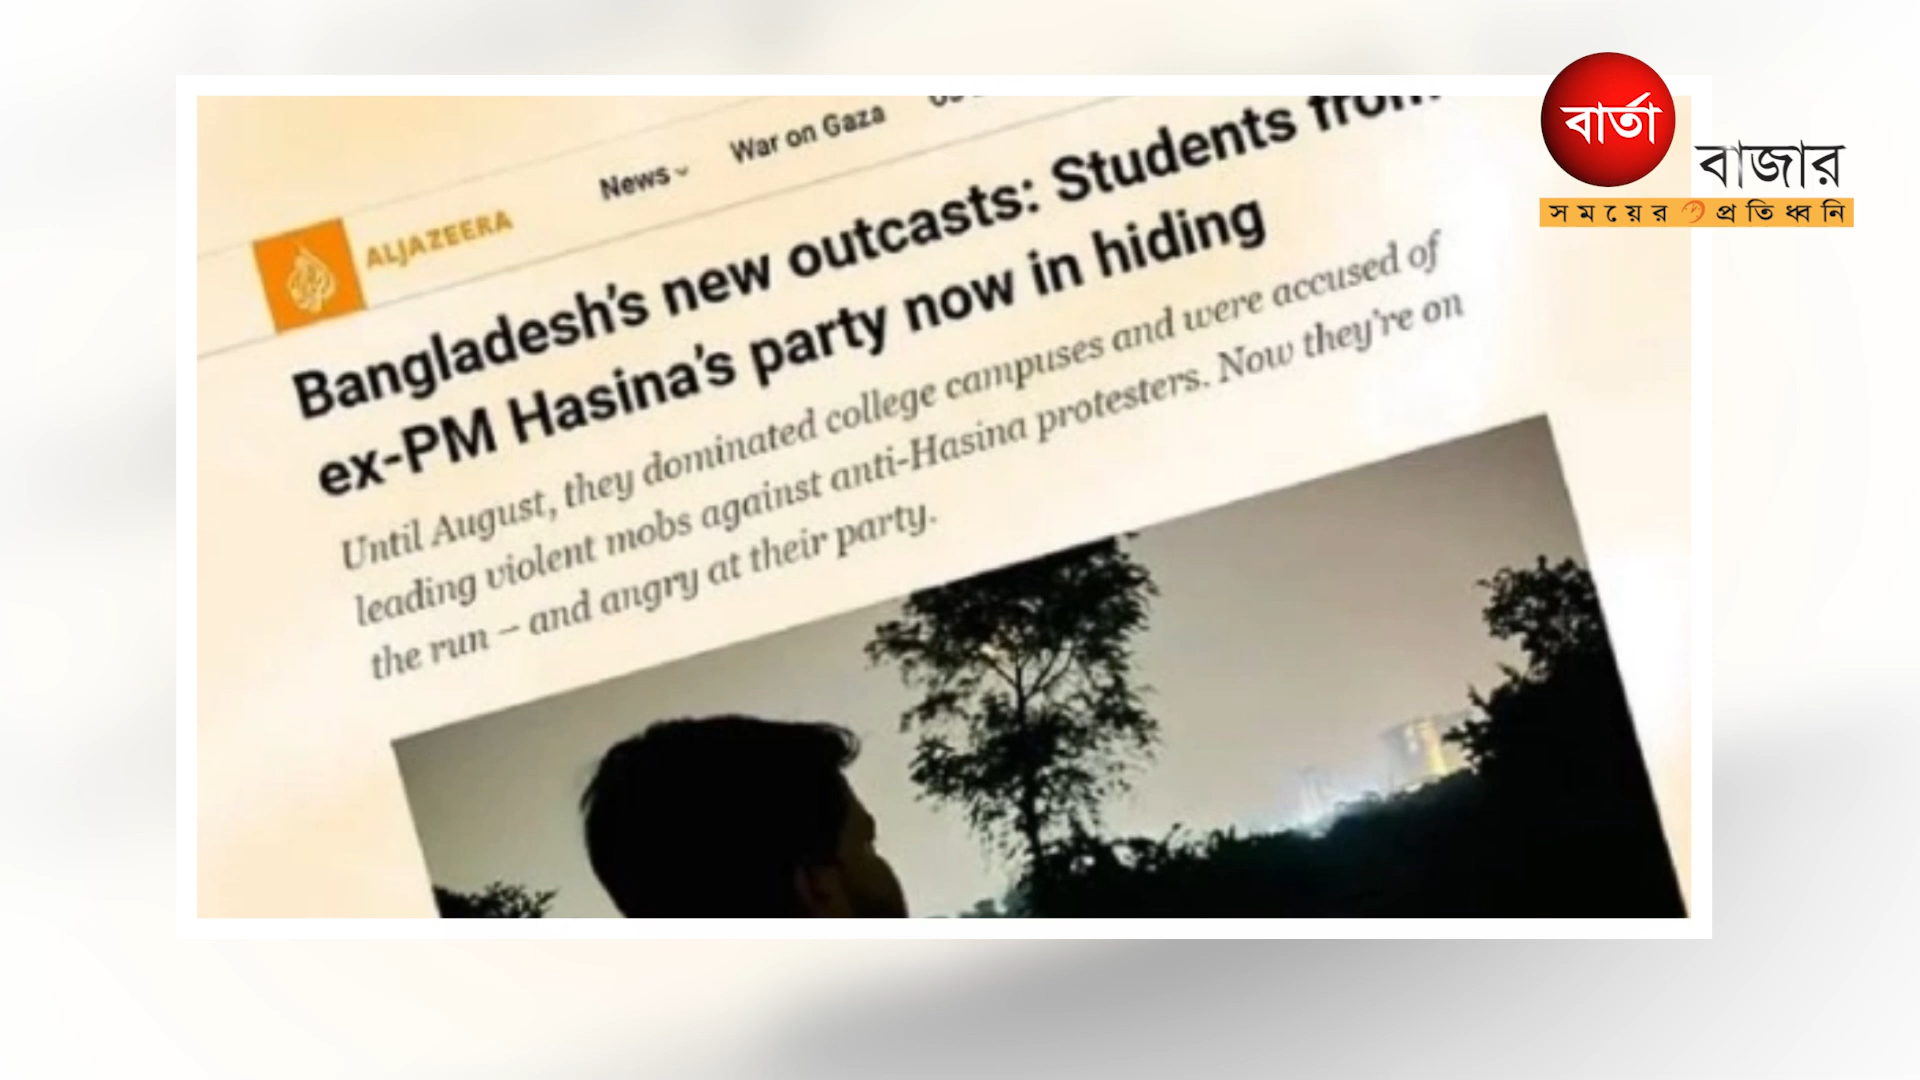 বার্তা
বাজার
সময়ের প্রতিধ্বনি
News
War on Gaza
ALJAZEERA
Bangladesh's new outcasts: Students from
ex-PM Hasina's party now in hiding
Until August, they dominated college campuses and were accused of
leading violent mobs against anti-Hasina protesters. Now they're on
the run – and angry at their party.